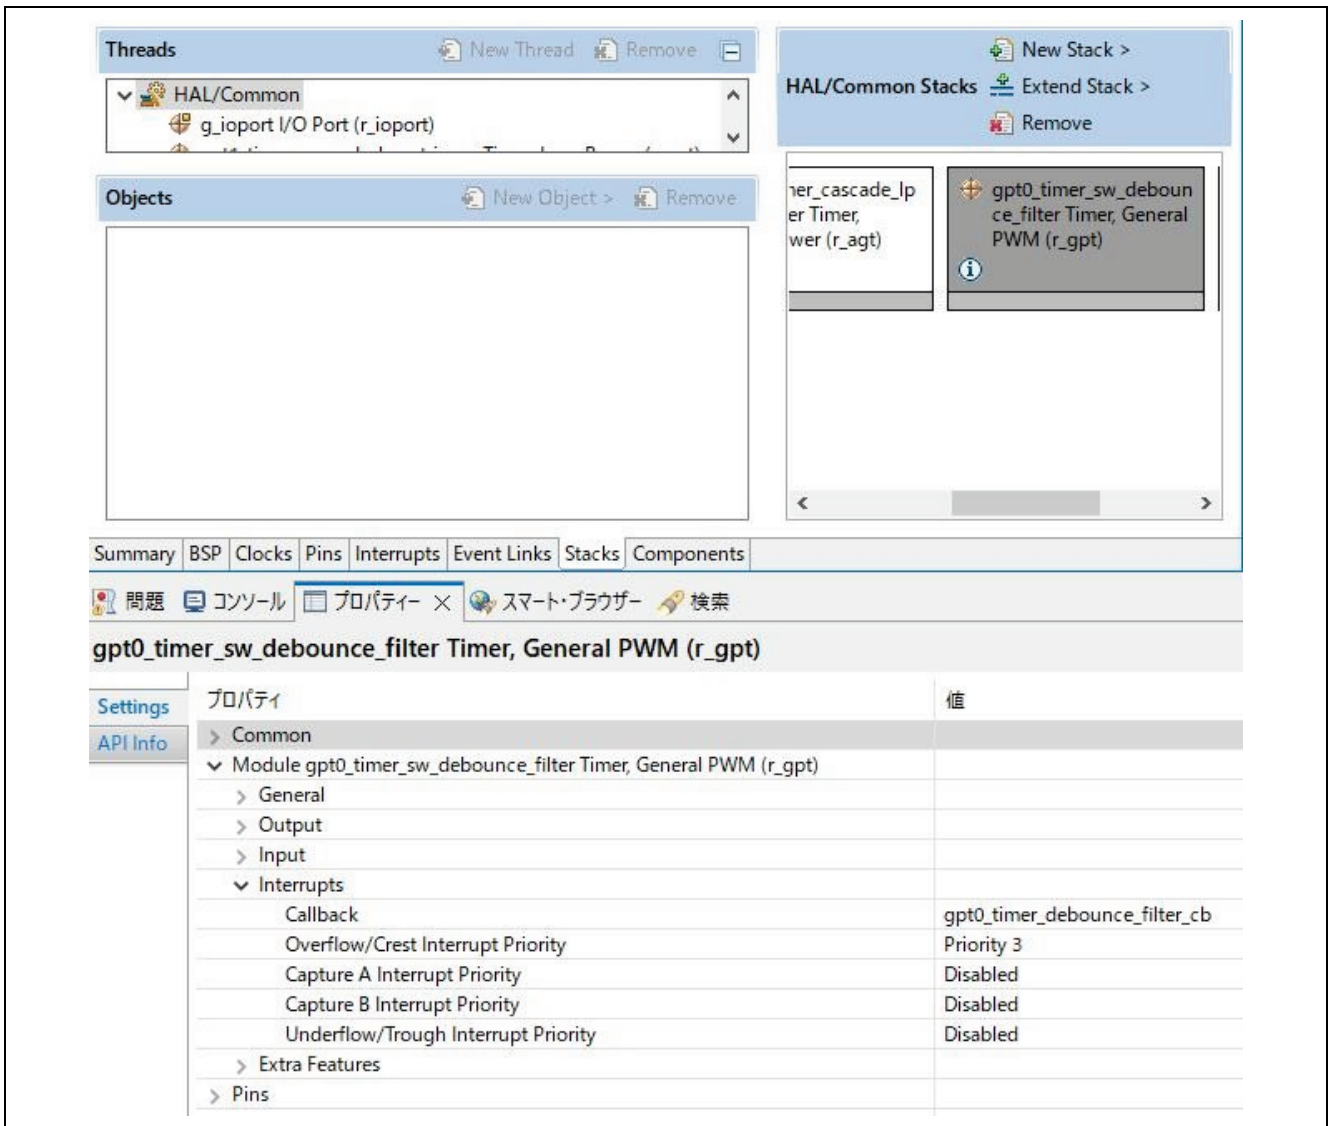 Threads
New Thread
Remove
HAL/Common
g_ioport I/O Port (r_ioport)
Objects
New Object >
Remove
HAL/Common Stacks
New Stack >
Extend Stack >
Remove
ner_cascade_lp
er Timer,
wer (r_agt)
gpt0_timer_sw_deboun
ce_filter Timer, General
PWM (r_gpt)
Summary BSP Clocks Pins Interrupts Event Links Stacks Components
問題 コンソール プロパティー スマート・ブラウザー 検索
gpt0_timer_sw_debounce_filter Timer, General PWM (r_gpt)
Settings
API Info
プロパティ 値
Common
Module gpt0_timer_sw_debounce_filter Timer, General PWM (r_gpt)
General
Output
Input
Interrupts
Callback gpt0_timer_debounce_filter_cb
Overflow/Crest Interrupt Priority Priority 3
Capture A Interrupt Priority Disabled
Capture B Interrupt Priority Disabled
Underflow/Trough Interrupt Priority Disabled
Extra Features
Pins